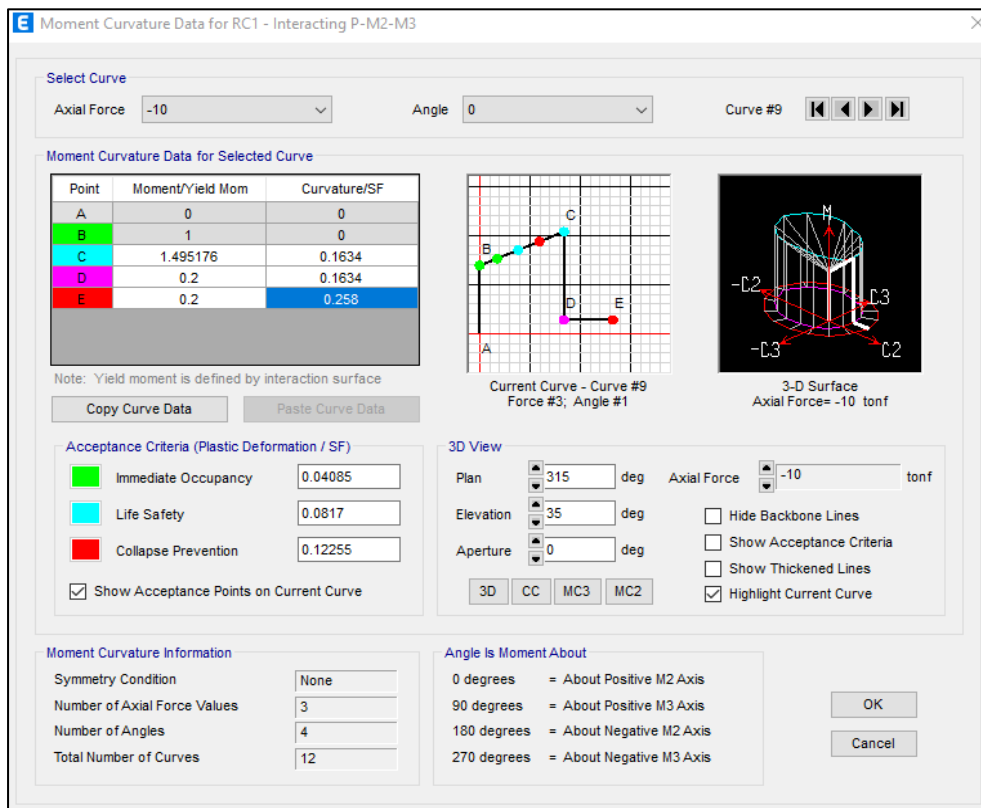 E Moment Curvature Data for RC1 - Interacting P-M2-M3
Select Curve
Axial Force -10 Angle 0 Curve #9
Moment Curvature Data for Selected Curve
Point Moment/Yield Mom Curvature/SF
A 0 0
B 1 0
C 1.495176 0.1634
D 0.2 0.1634
E 0.2 0.258
Note: Yield moment is defined by interaction surface
Copy Curve Data Paste Curve Data
A
B
C
D
E
Current Curve - Curve #9
Force #3; Angle #1
M
-C2
C3
-C3
C2
3-D Surface
Axial Force= -10 tonf
Acceptance Criteria (Plastic Deformation / SF)
Immediate Occupancy 0.04085
Life Safety 0.0817
Collapse Prevention 0.12255
Show Acceptance Points on Current Curve
3D View
Plan 315 deg
Elevation 35 deg
Aperture 0 deg
3D CC MC3 MC2
Axial Force -10 tonf
Hide Backbone Lines
Show Acceptance Criteria
Show Thickened Lines
Highlight Current Curve
Moment Curvature Information
Symmetry Condition None
Number of Axial Force Values 3
Number of Angles 4
Total Number of Curves 12
Angle Is Moment About
0 degrees = About Positive M2 Axis
90 degrees = About Positive M3 Axis
180 degrees = About Negative M2 Axis
270 degrees = About Negative M3 Axis
OK
Cancel